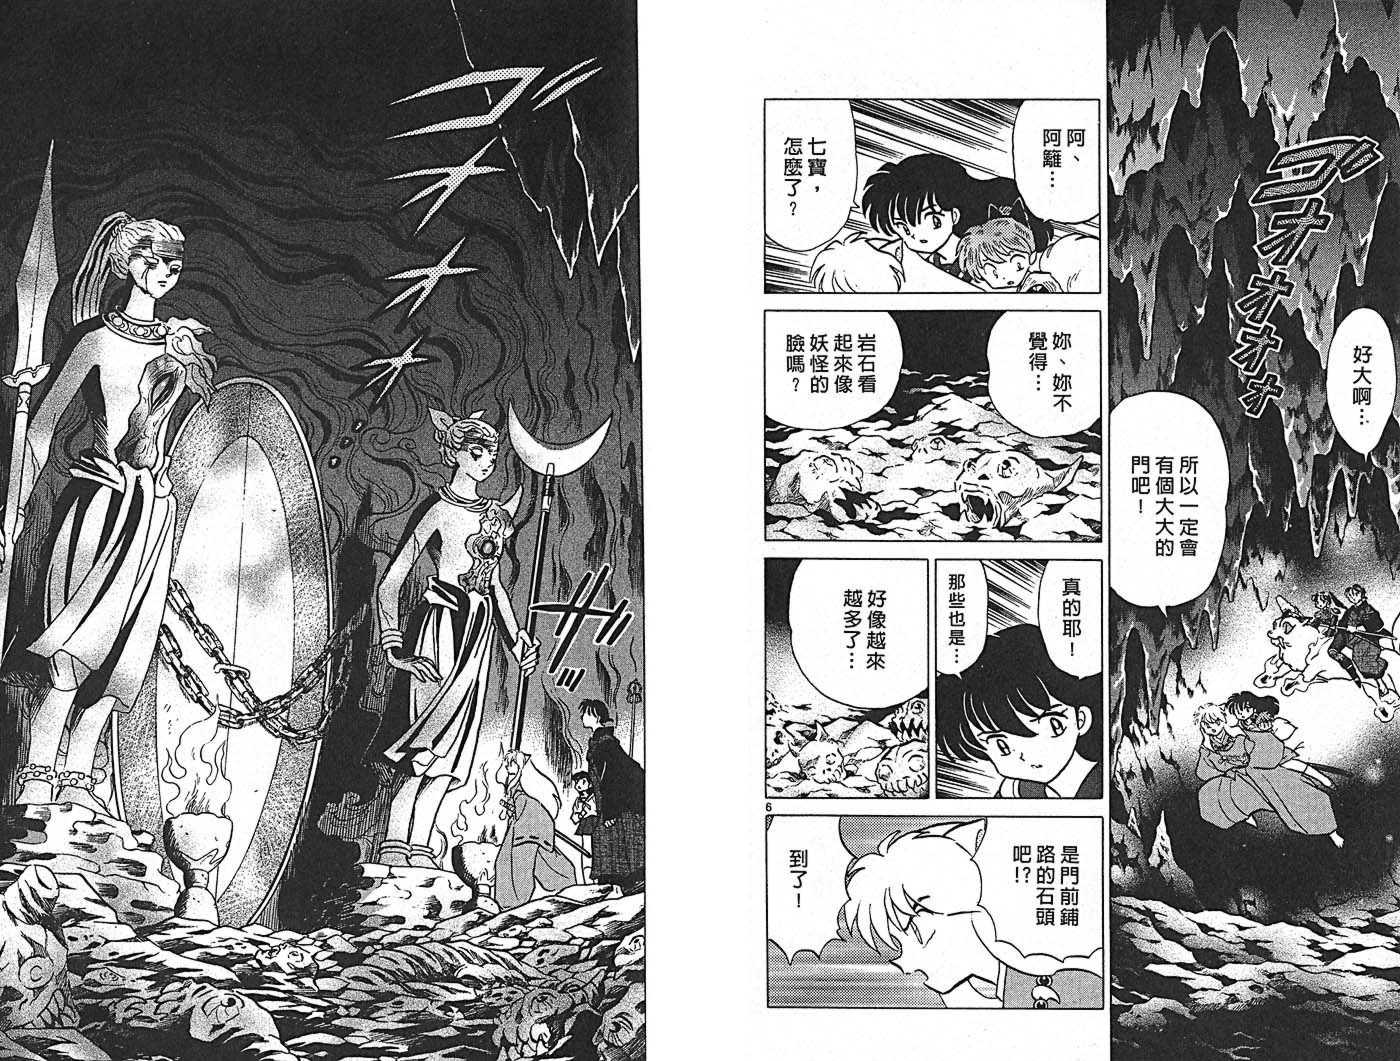 ゴオオオオオ
好大啊…
所以一定會
有個大大的
門吧！
阿、
阿籬…
七寶，
怎麼了？
妳、妳不
覺得…
岩石看
起來像
妖怪的
臉嗎？
真的耶！
那些也是…
好像越來
越多了…
6
是門前鋪
路的石頭
吧!?
到了！
ゴオオオオ